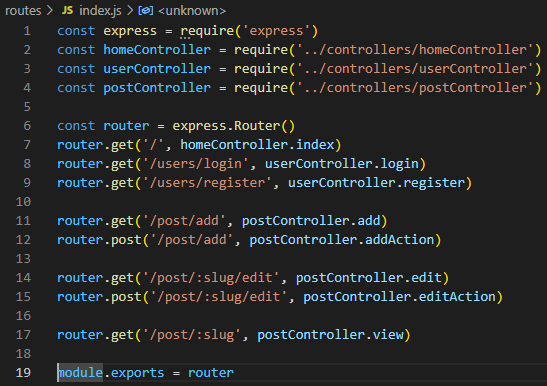 routes > JS index.js > <unknown>
1 const express = require('express')
2 const homeController = require('../controllers/homeController')
3 const userController = require('../controllers/userController')
4 const postController = require('../controllers/postController')
5
6 const router = express.Router()
7 router.get('/', homeController.index)
8 router.get('/users/login', userController.login)
9 router.get('/users/register', userController.register)
10
11 router.get('/post/add', postController.add)
12 router.post('/post/add', postController.addAction)
13
14 router.get('/post/:slug/edit', postController.edit)
15 router.post('/post/:slug/edit', postController.editAction)
16
17 router.get('/post/:slug', postController.view)
18
19 module.exports = router